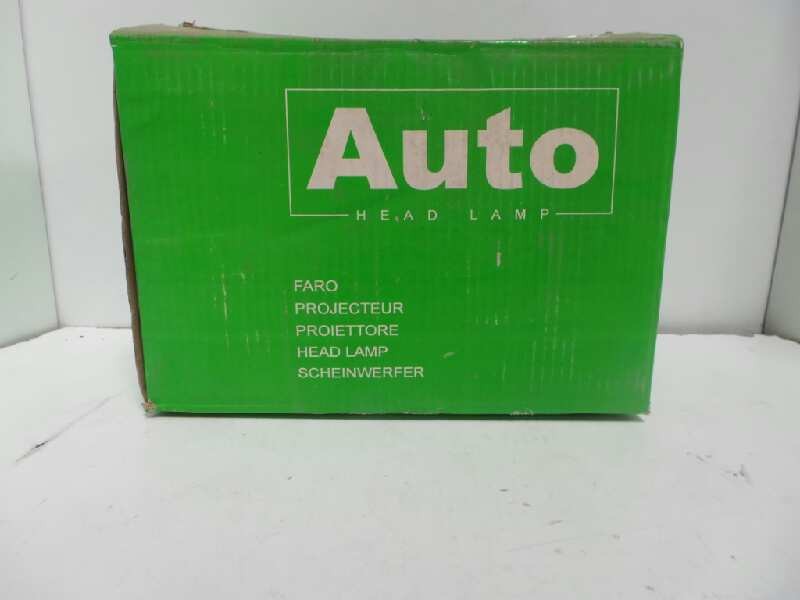 Auto
HEAD LAMP
FARO
PROJECTEUR
PROIETTORE
HEAD LAMP
SCHEINWERFER